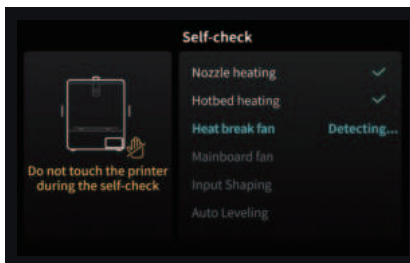 Self-check
Nozzle heating
Hotbed heating
Heat break fan Detecting...
Mainboard fan
Input Shaping
Auto Leveling
Do not touch the printer
during the self-check